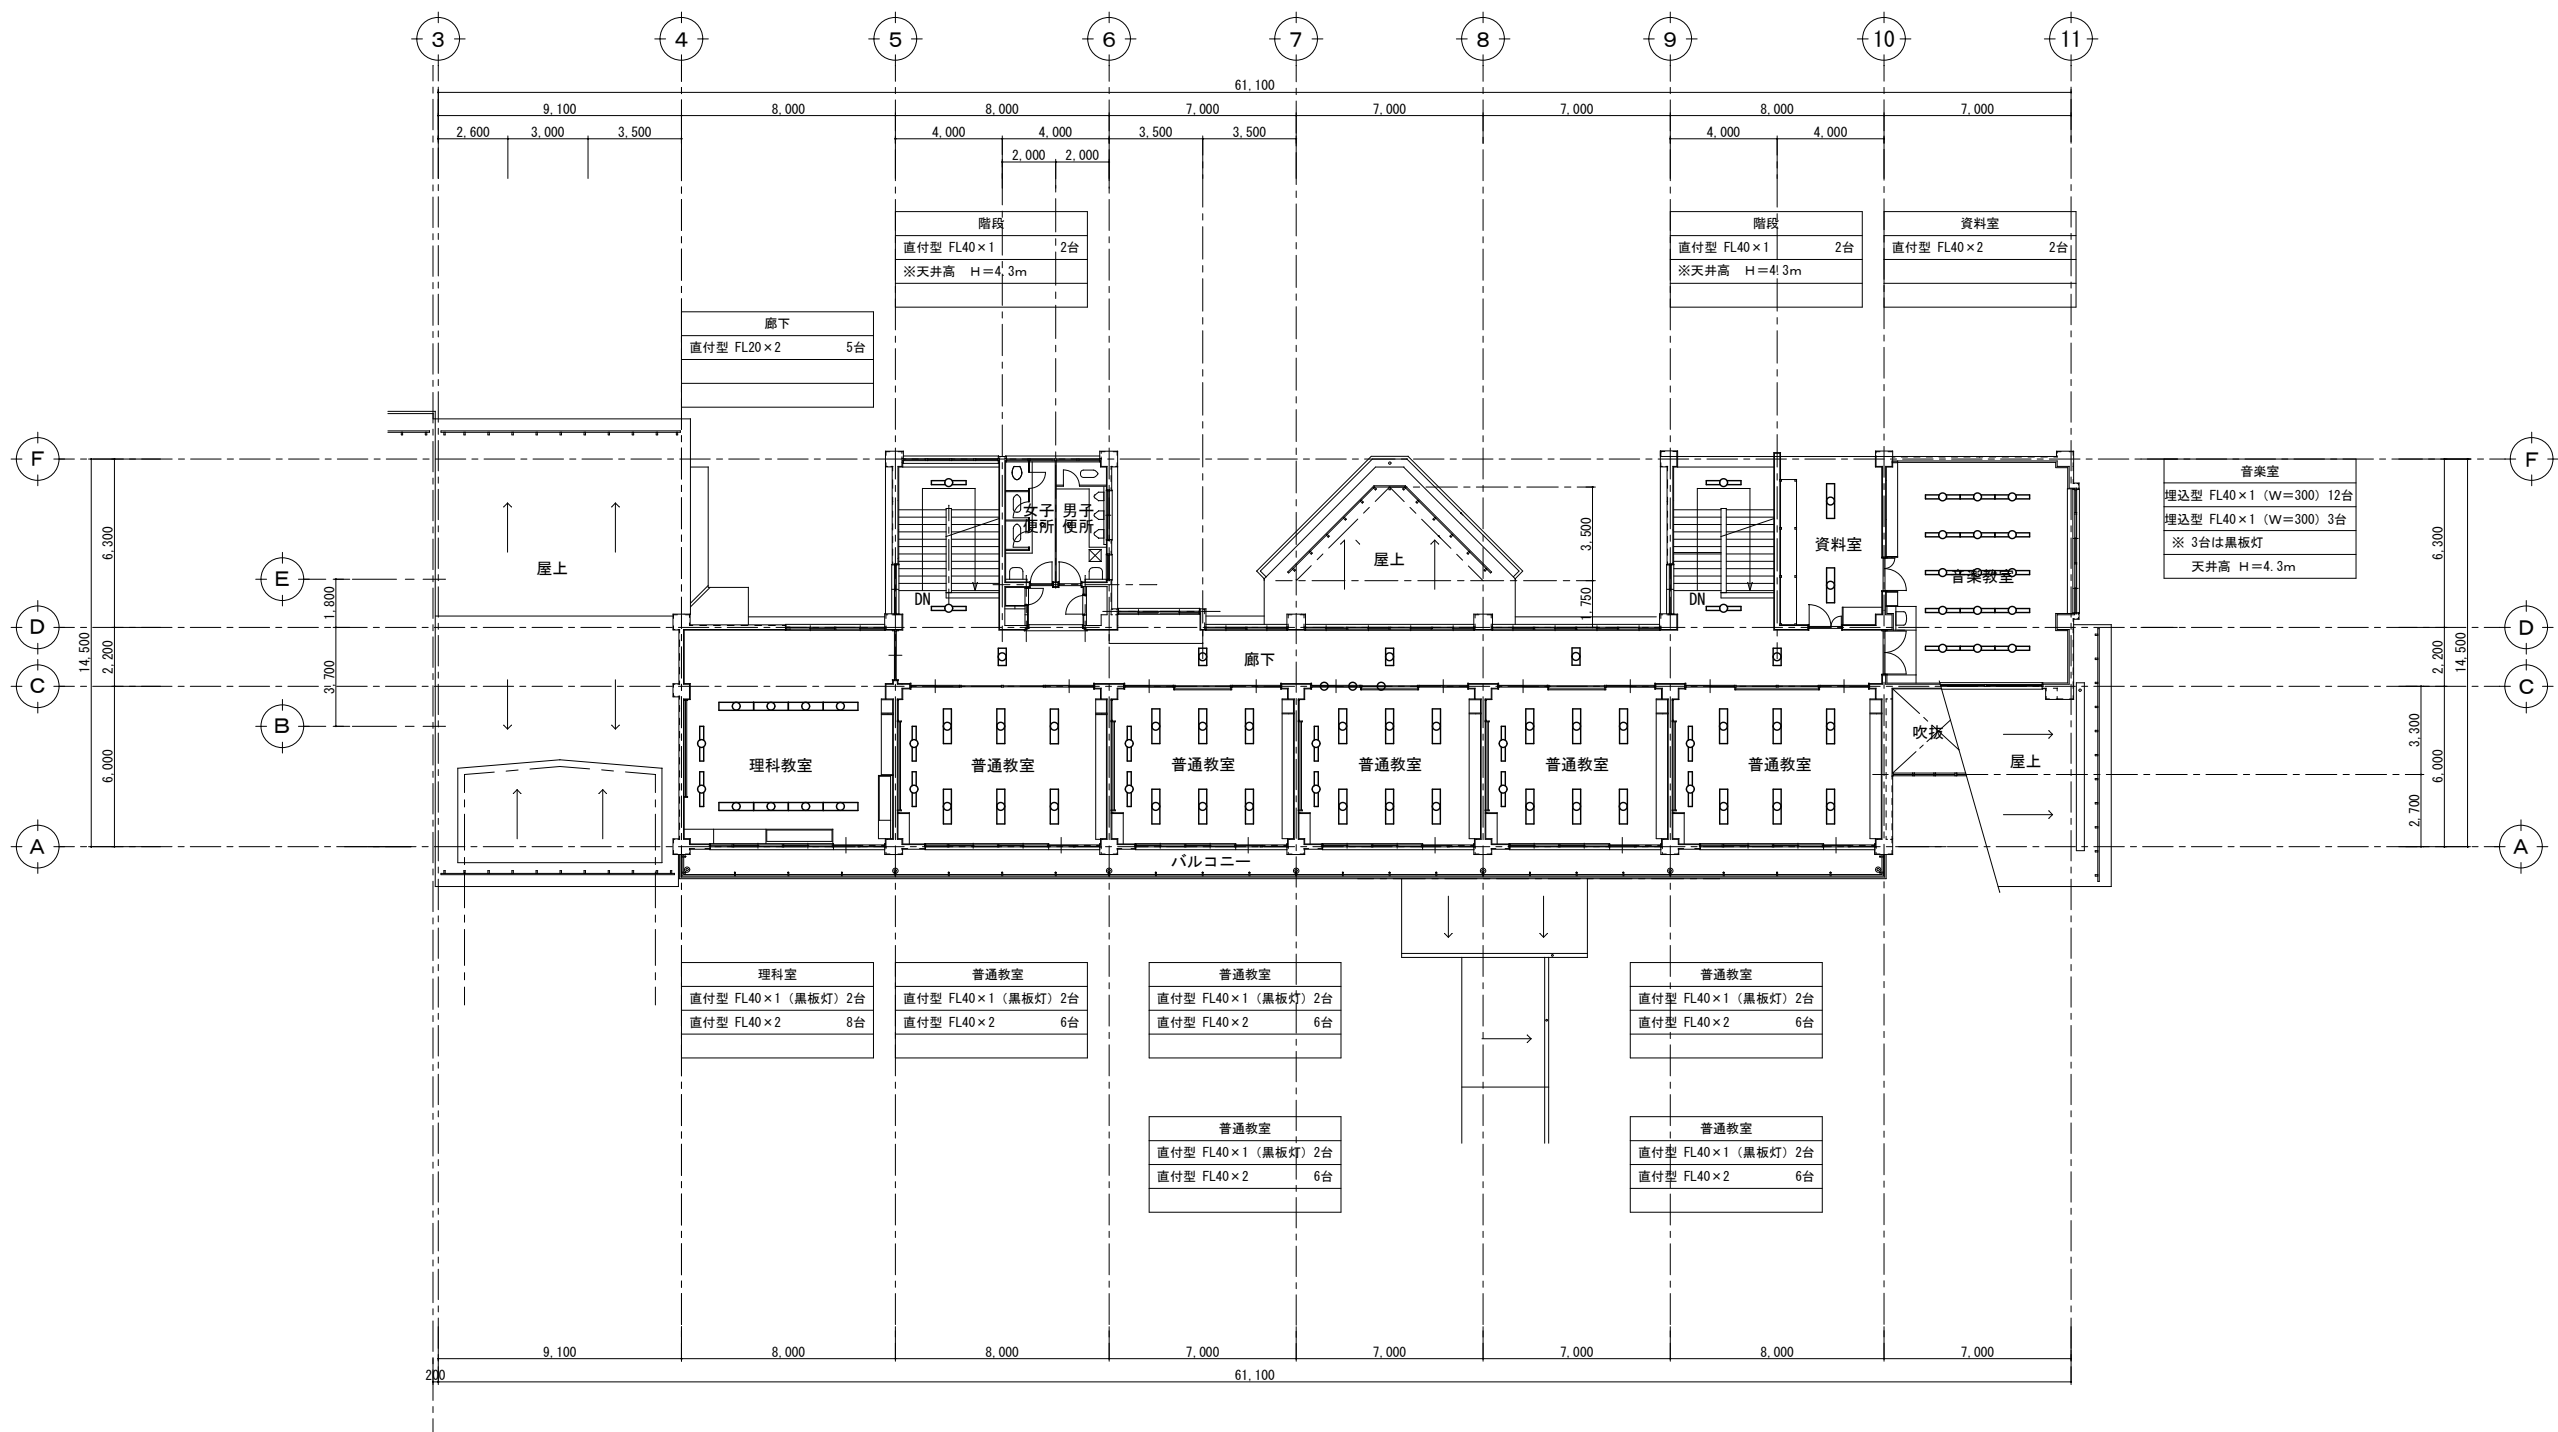 3 4 5 6 7 8 9 10 11
61,100
9,100 8,000 8,000 7,000 7,000 7,000 8,000 7,000
2,600 3,000 3,500 4,000 4,000 3,500 3,500 4,000 4,000
2,000 2,000
階段
直付型 FL40×1 2台
※天井高 H=4.3m
階段
直付型 FL40×1 2台
※天井高 H=4.3m
資料室
直付型 FL40×2 2台
廊下
直付型 FL20×2 5台
F
E
D
C
B
A
14,500
6,300
2,200
6,000
1,800
3,700
屋上
DN
女子
便所
男子
便所
屋上
3,500
1,750
DN
資料室
音楽教室
廊下
理科教室
普通教室
普通教室
普通教室
普通教室
普通教室
吹抜
屋上
バルコニー
F
D
C
A
音楽室
埋込型 FL40×1(W=300) 12台
埋込型 FL40×1(W=300) 3台
※ 3台は黒板灯
天井高 H=4.3m
6,300
2,200
14,500
3,300
6,000
2,700
理科室
直付型 FL40×1(黒板灯) 2台
直付型 FL40×2 8台
普通教室
直付型 FL40×1(黒板灯) 2台
直付型 FL40×2 6台
普通教室
直付型 FL40×1(黒板灯) 2台
直付型 FL40×2 6台
普通教室
直付型 FL40×1(黒板灯) 2台
直付型 FL40×2 6台
普通教室
直付型 FL40×1(黒板灯) 2台
直付型 FL40×2 6台
普通教室
直付型 FL40×1(黒板灯) 2台
直付型 FL40×2 6台
9,100 8,000 8,000 7,000 7,000 7,000 8,000 7,000
200 61,100